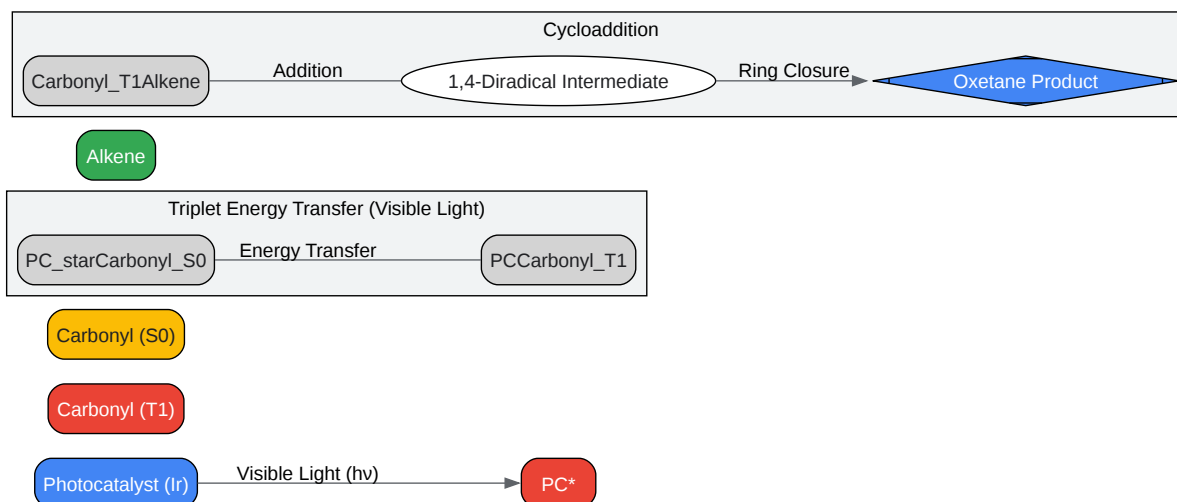 Cycloaddition
Carbonyl_T1Alkene
Addition
1,4-Diradical Intermediate
Ring Closure
Oxetane Product
Alkene
Triplet Energy Transfer (Visible Light)
PC_starCarbonyl_S0
Energy Transfer
PCCarbonyl_T1
Carbonyl (S0)
Carbonyl (T1)
Photocatalyst (Ir)
Visible Light (hν)
PC*